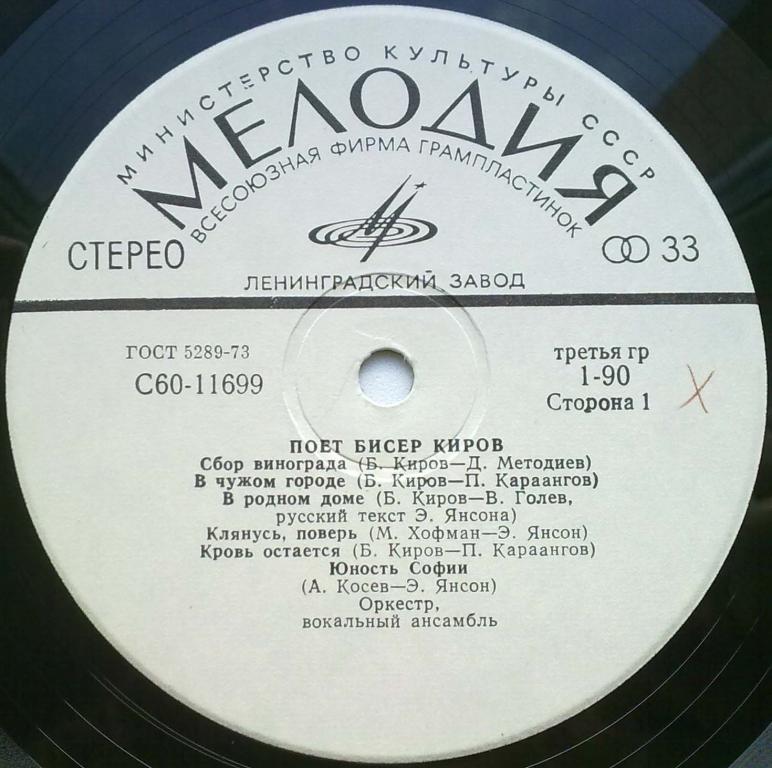 МИНИСТЕРСТВО КУЛЬТУРЫ СССР
МЕЛОДИЯ
ВСЕСОЮЗНАЯ ФИРМА ГРАМПЛАСТИНОК
СТЕРЕО
33
ЛЕНИНГРАДСКИЙ ЗАВОД
ГОСТ 5289-73
третья гр
С60-11699
1-90
Сторона 1
ПОЕТ БИСЕР КИРОВ
Сбор винограда (Б. Киров—Д. Методиев)
В чужом городе (Б. Киров—П. Караангов)
В родном доме (Б. Киров—В. Голев,
русский текст Э. Янсона)
Клянусь, поверь (М. Хофман—Э. Янсон)
Кровь остается (Б. Киров—П. Караангов)
Юность Софии
(А. Косев—Э. Янсон)
Оркестр,
вокальный ансамбль